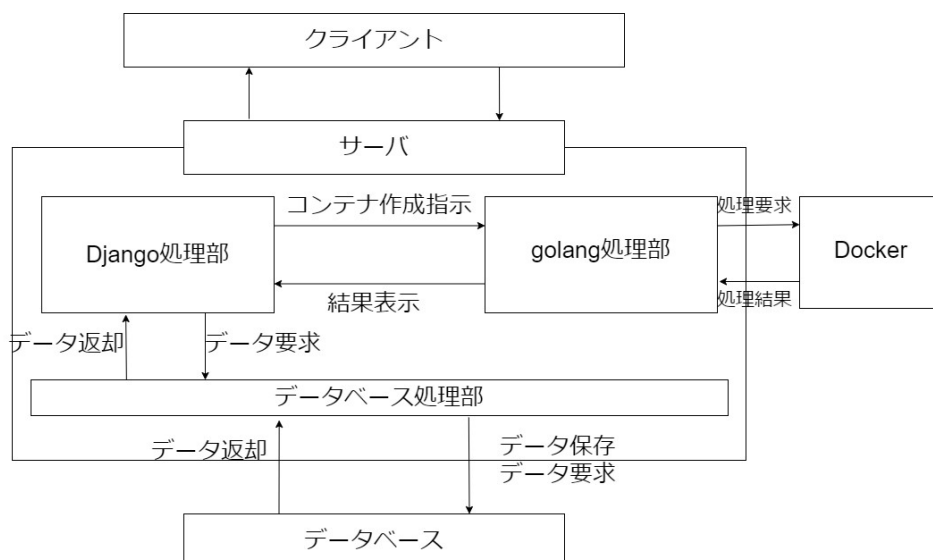 クライアント
サーバ
コンテナ作成指示
処理要求
Django処理部
golang処理部
Docker
結果表示
処理結果
データ返却
データ要求
データベース処理部
データ返却
データ保存
データ要求
データベース